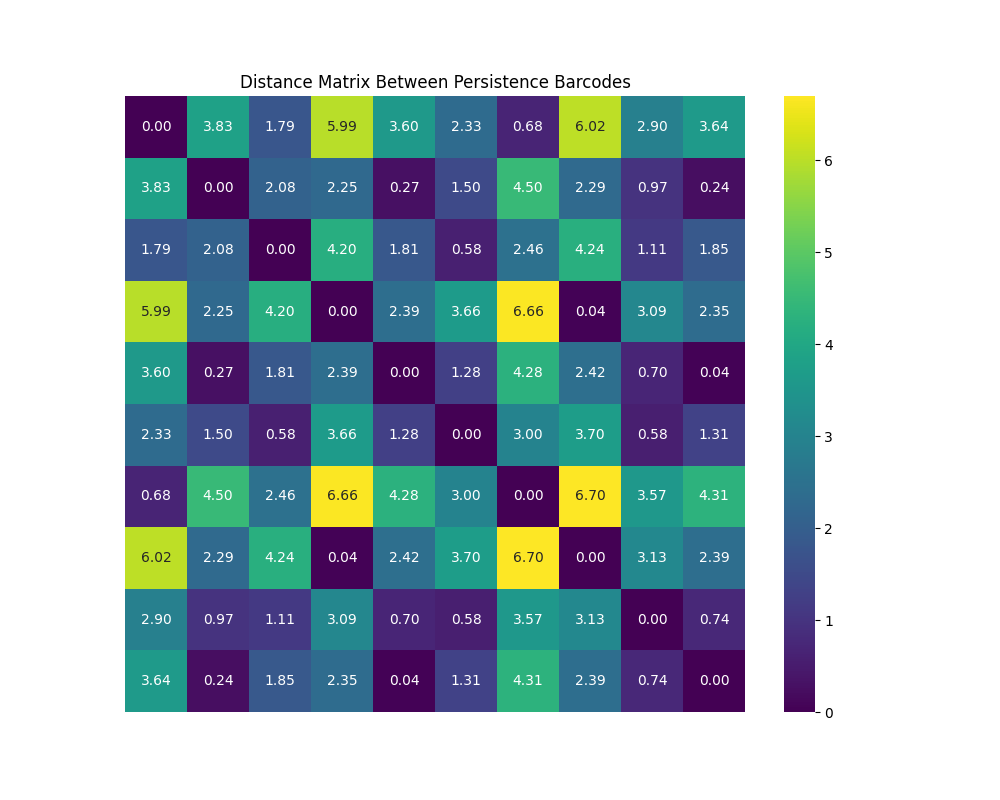 Distance Matrix Between Persistence Barcodes
0.00 3.83 1.79 5.99 3.60 2.33 0.68 6.02 2.90 3.64
3.83 0.00 2.08 2.25 0.27 1.50 4.50 2.29 0.97 0.24
1.79 2.08 0.00 4.20 1.81 0.58 2.46 4.24 1.11 1.85
5.99 2.25 4.20 0.00 2.39 3.66 6.66 0.04 3.09 2.35
3.60 0.27 1.81 2.39 0.00 1.28 4.28 2.42 0.70 0.04
2.33 1.50 0.58 3.66 1.28 0.00 3.00 3.70 0.58 1.31
0.68 4.50 2.46 6.66 4.28 3.00 0.00 6.70 3.57 4.31
6.02 2.29 4.24 0.04 2.42 3.70 6.70 0.00 3.13 2.39
2.90 0.97 1.11 3.09 0.70 0.58 3.57 3.13 0.00 0.74
3.64 0.24 1.85 2.35 0.04 1.31 4.31 2.39 0.74 0.00
6
5
4
3
2
1
0